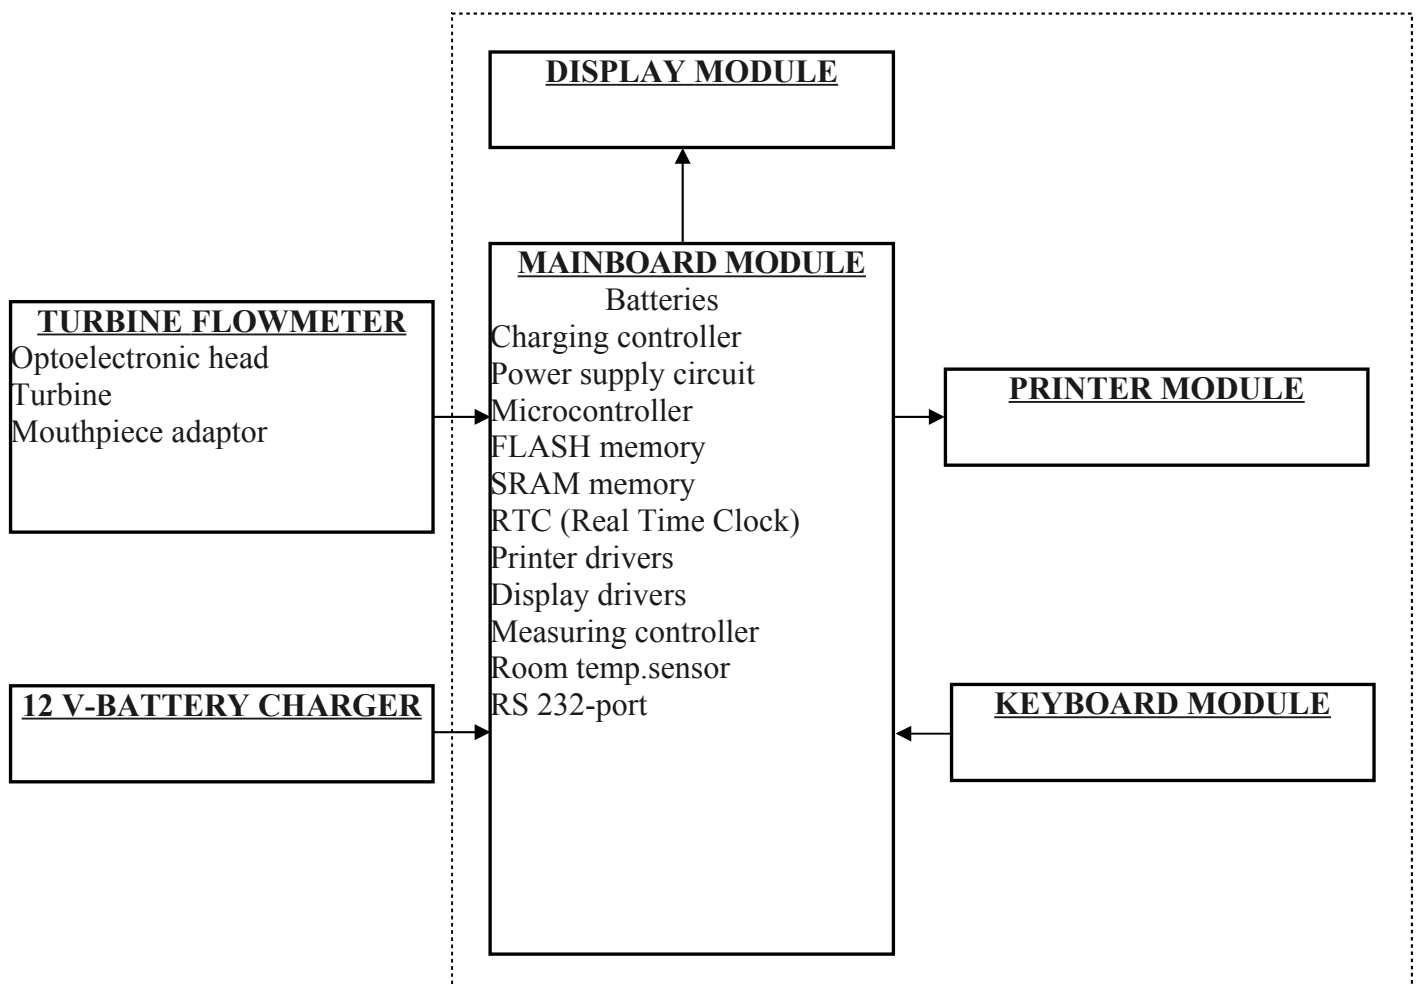 DISPLAY MODULE
MAINBOARD MODULE
Batteries
Charging controller
Power supply circuit
Microcontroller
FLASH memory
SRAM memory
RTC (Real Time Clock)
Printer drivers
Display drivers
Measuring controller
Room temp.sensor
RS 232-port
TURBINE FLOWMETER
Optoelectronic head
Turbine
Mouthpiece adaptor
PRINTER MODULE
12 V-BATTERY CHARGER
KEYBOARD MODULE